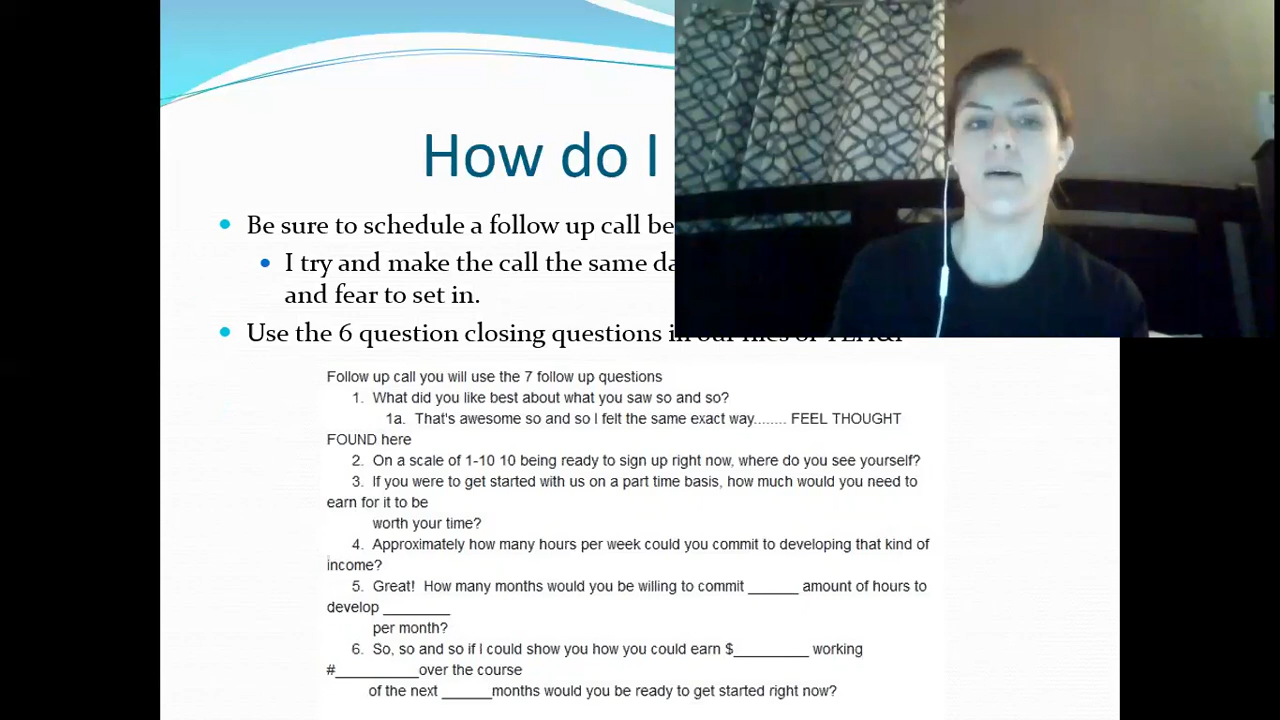 How do I
Be sure to schedule a follow up call be
I try and make the call the same da
and fear to set in.
Use the 6 question closing questions in our files or
Follow up call you will use the 7 follow up questions
1. What did you like best about what you saw so and so?
1a. That's awesome so and so I felt the same exact way........ FEEL THOUGHT
FOUND here
2. On a scale of 1-10 10 being ready to sign up right now, where do you see yourself?
3. If you were to get started with us on a part time basis, how much would you need to
earn for it to be
worth your time?
4. Approximately how many hours per week could you commit to developing that kind of
income?
5. Great! How many months would you be willing to commit ______ amount of hours to
develop ________
per month?
6. So, so and so if I could show you how you could earn $_________ working
#__________over the course
of the next ______months would you be ready to get started right now?